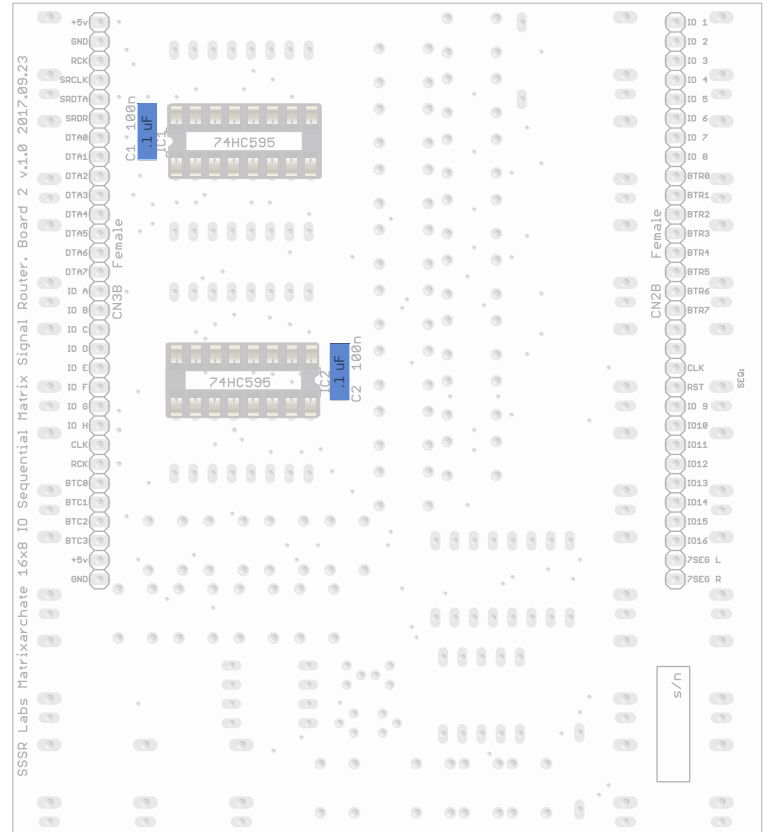 SSSR Labs Matrixarchate 16x8 IO Sequential Matrix Signal Router. Board 2 v.1.0 2017.09.23
+5v
GND
RCK
SRCLK
SRDTA
SRDR
DTA0
DTA1
DTA2
DTA3
DTA4
DTA5
DTA6
DTA7
IO A
IO B
IO C
IO D
IO E
IO F
IO G
IO H
CLK
RCK
BTC0
BTC1
BTC2
BTC3
+5v
GND
CN3B Female
C1 100n
.1 uF
IC1
74HC595
74HC595
IC2
.1 uF
C2 100n
CN2B Female
IO 1
IO 2
IO 3
IO 4
IO 5
IO 6
IO 7
IO 8
BTR0
BTR1
BTR2
BTR3
BTR4
BTR5
BTR6
BTR7
CLK
RST
IO 9
IO10
IO11
IO12
IO13
IO14
IO15
IO16
7SEG L
7SEG R
SEQ:
s/n